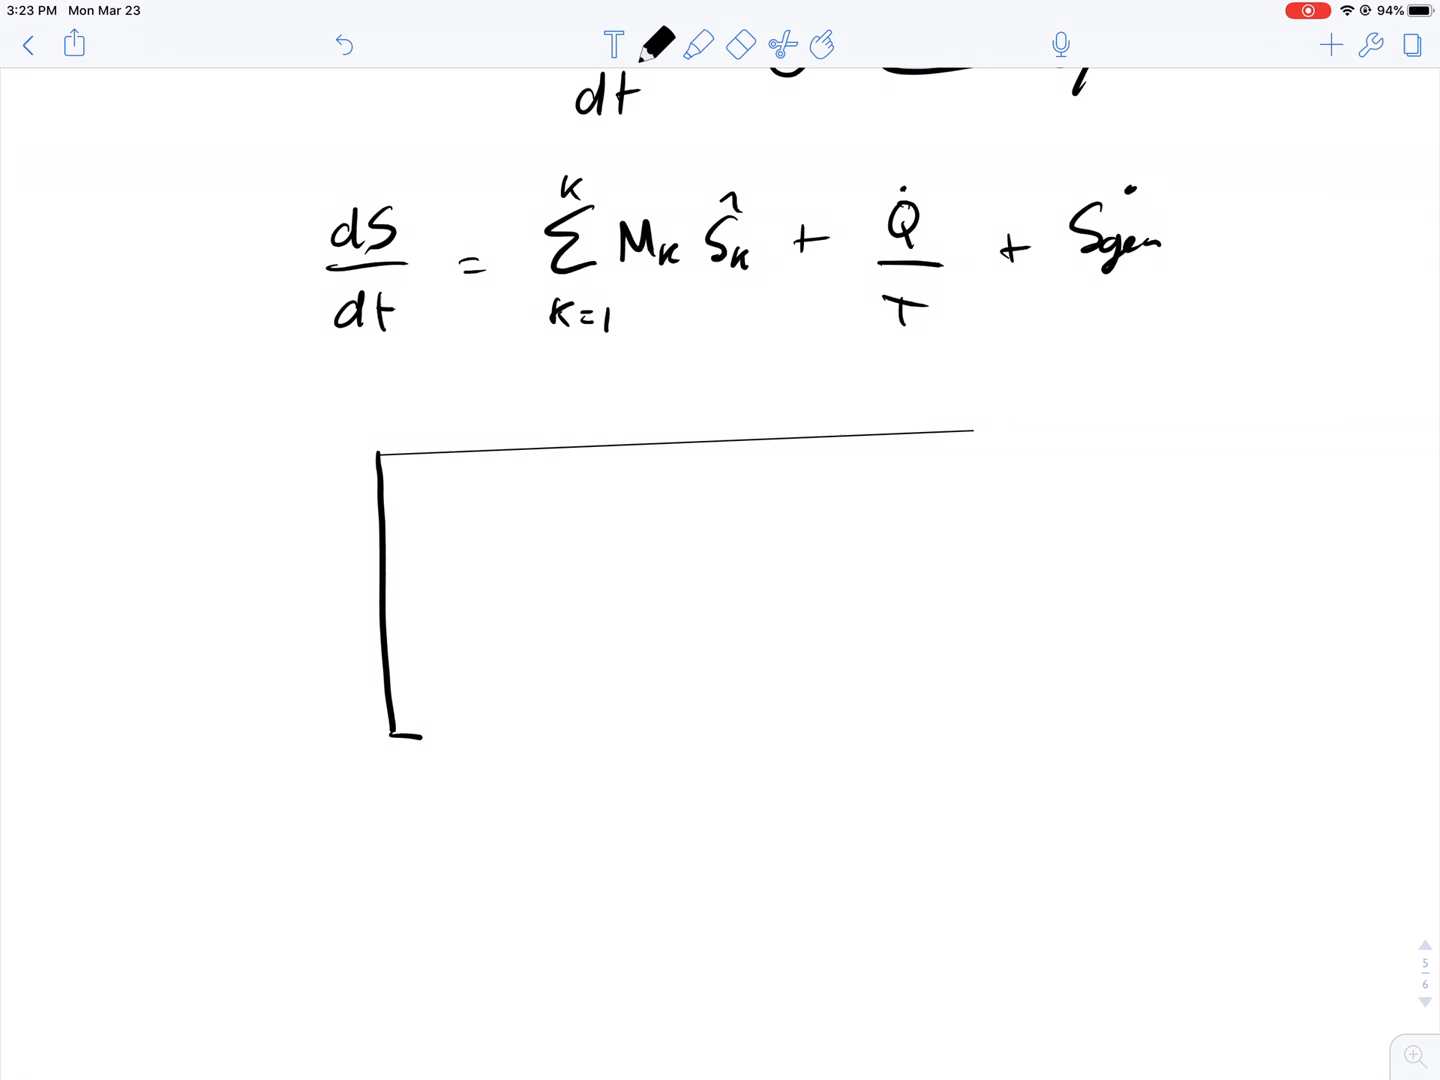 3:23 PM Mon Mar 23 94%
T
dt
dS/dt = Σ_{K=1}^{K} M_K Ŝ_K + Q̇/T + Ṡgen
5
6